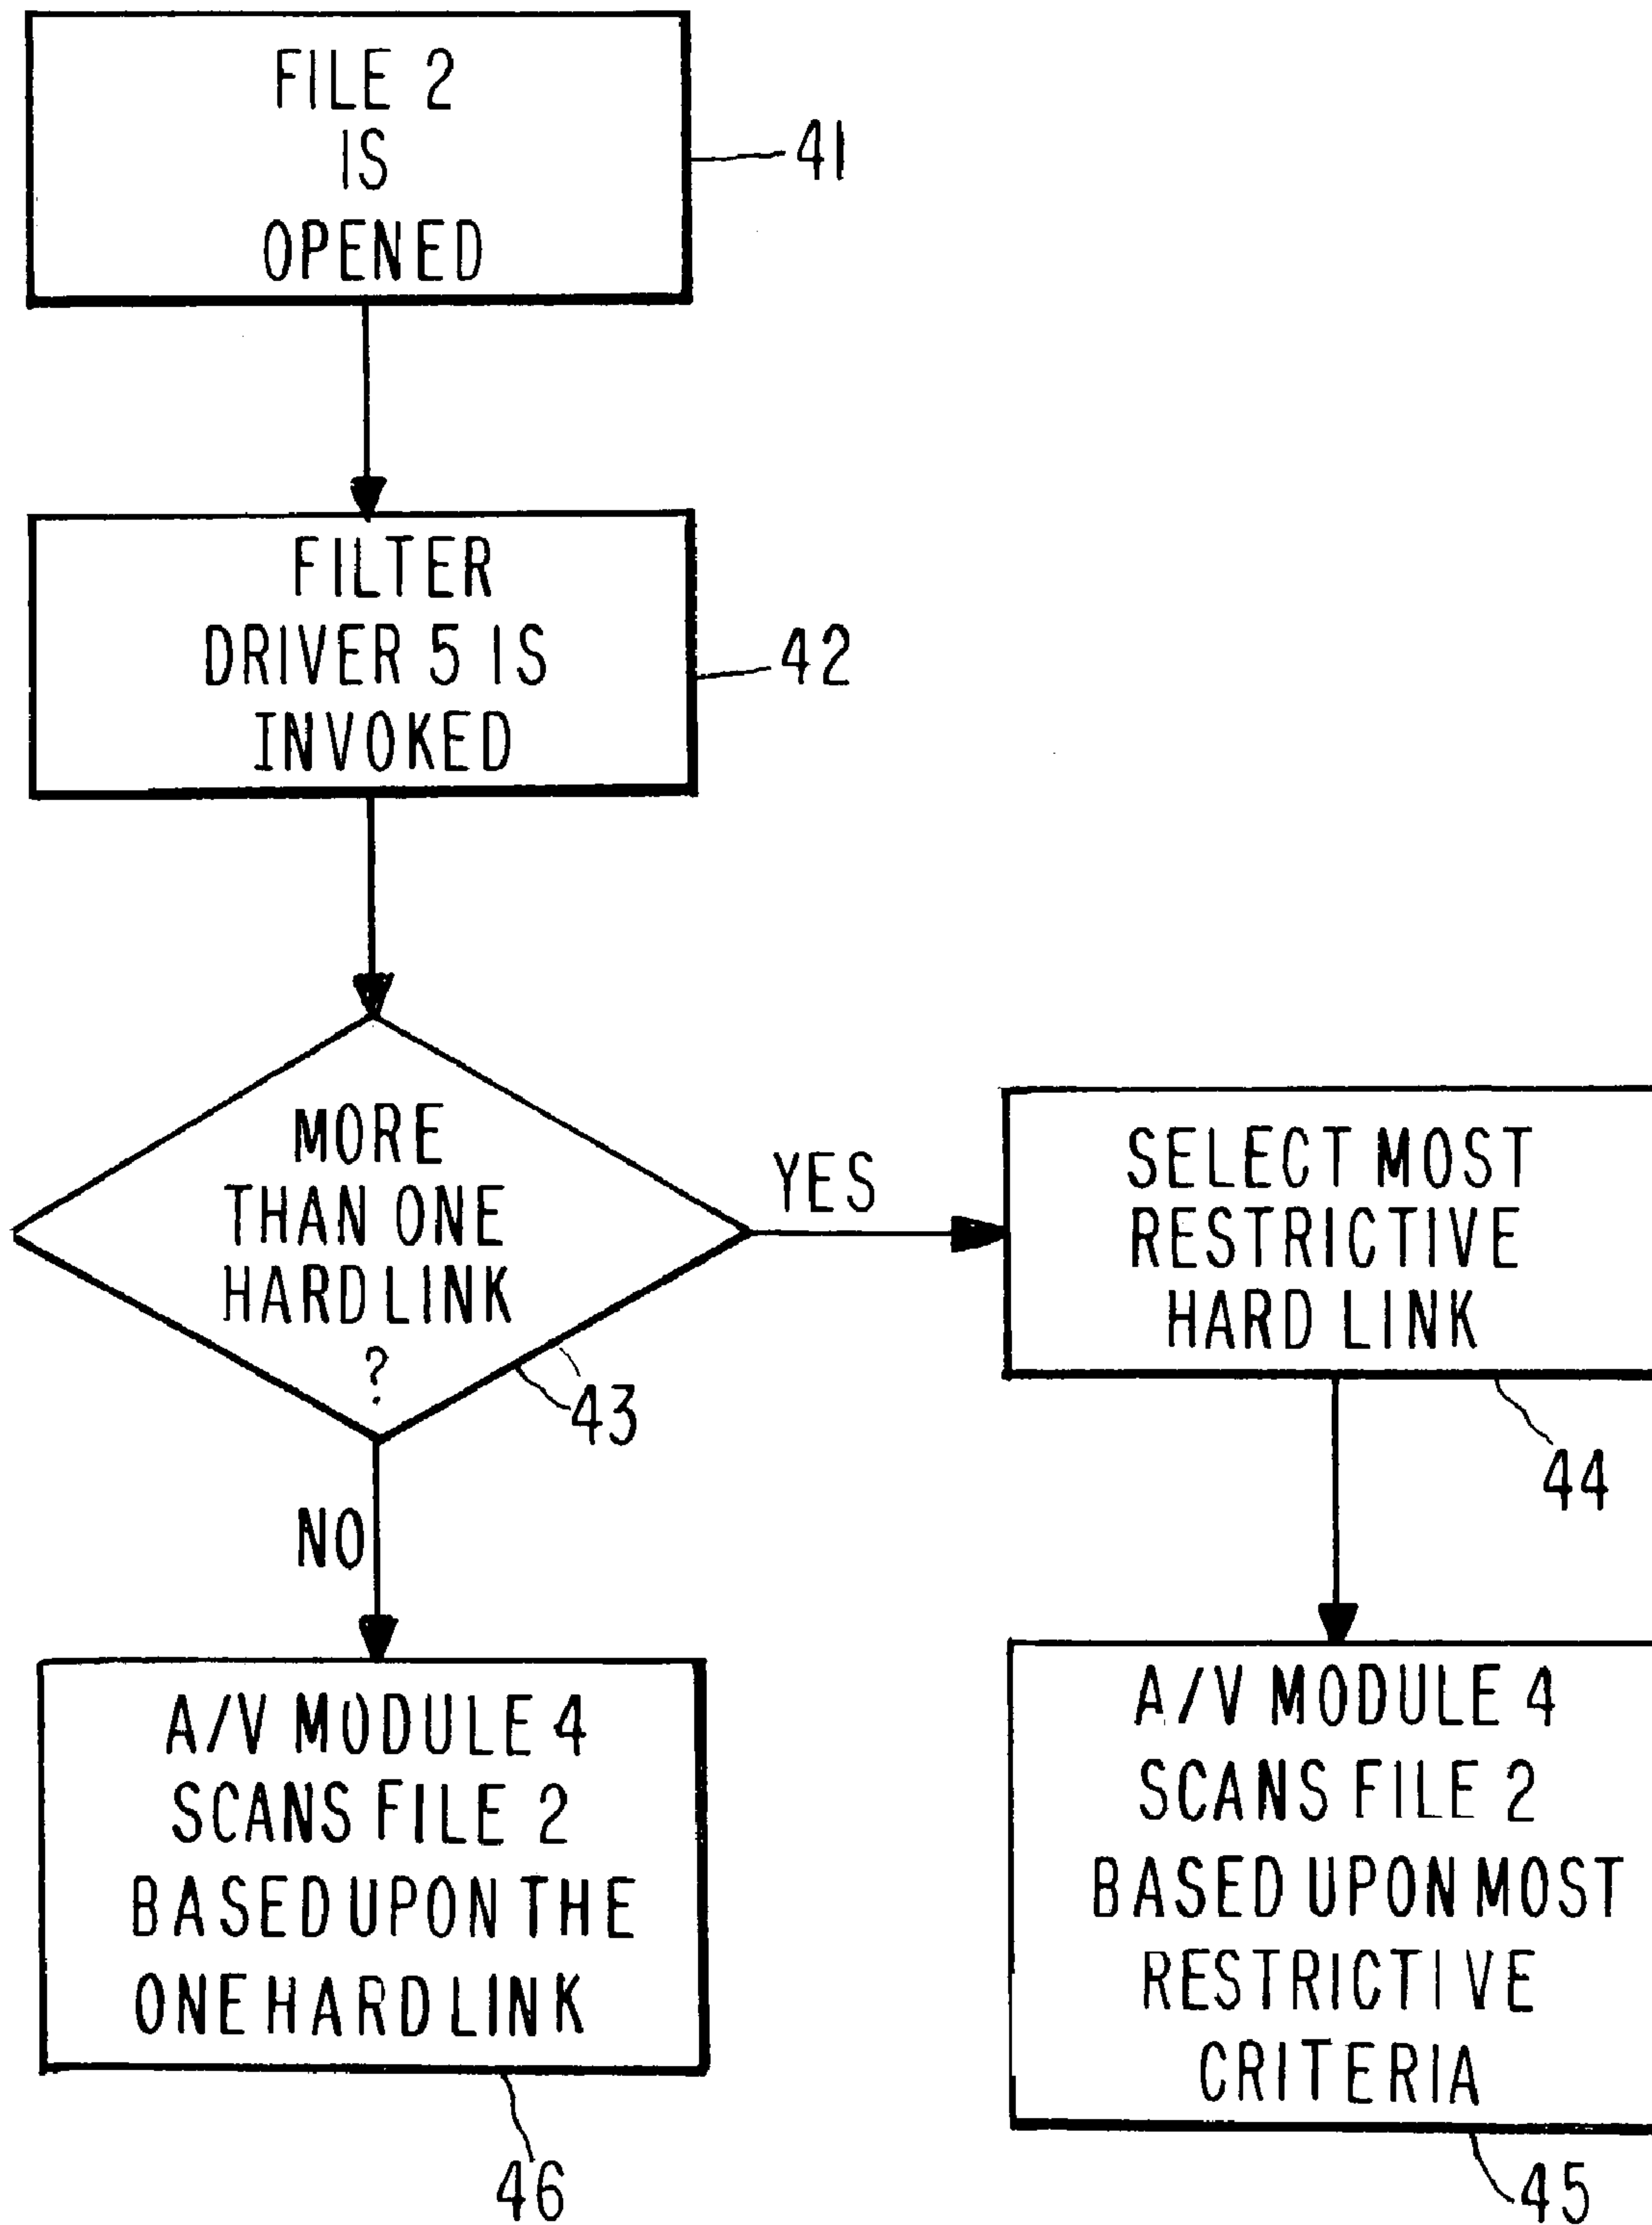 FILE 2
IS
OPENED
41
FILTER
DRIVER 5 IS
INVOKED
42
MORE
THAN ONE
HARD LINK
?
43
YES
SELECT MOST
RESTRICTIVE
HARD LINK
44
NO
A/V MODULE 4
SCANS FILE 2
BASED UPON THE
ONE HARD LINK
46
A/V MODULE 4
SCANS FILE 2
BASED UPON MOST
RESTRICTIVE
CRITERIA
45